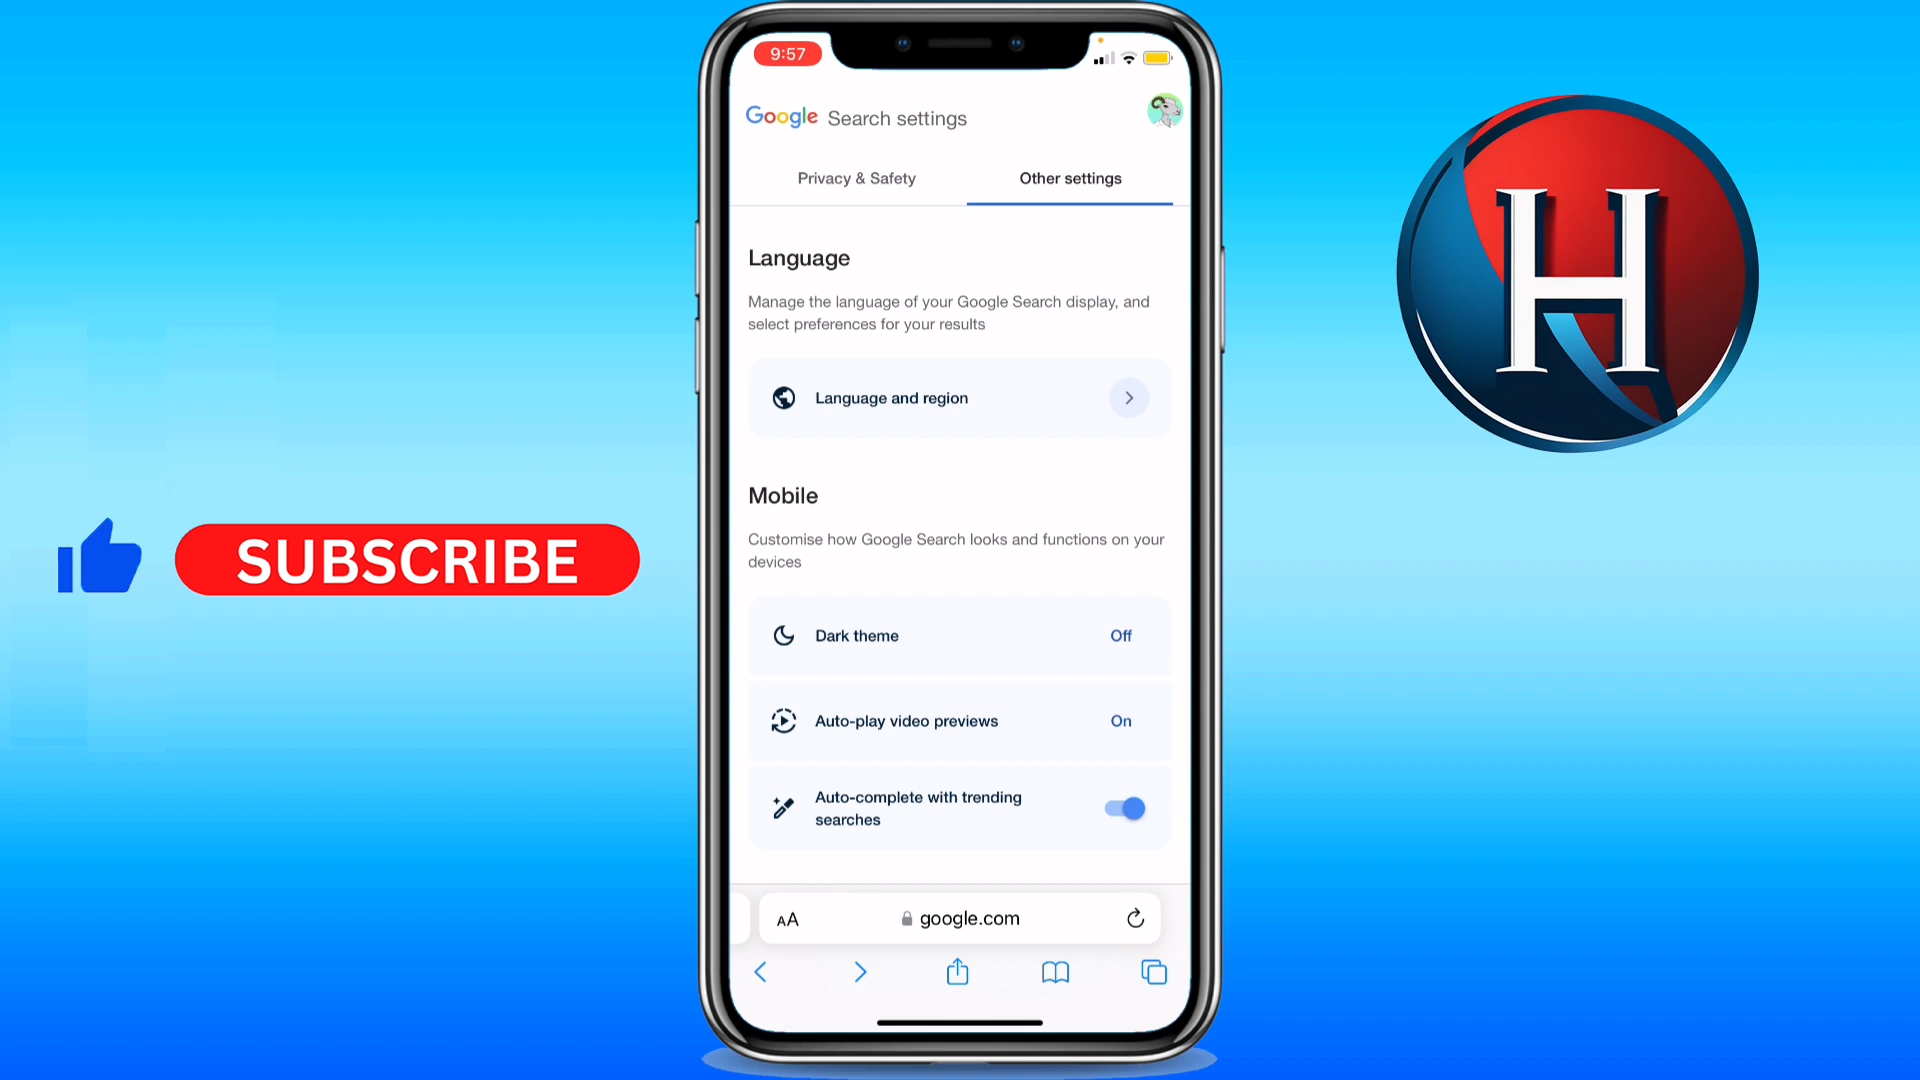 9:57
Google Search settings
Privacy & Safety
Other settings
Language
Manage the language of your Google Search display, and
select preferences for your results
Language and region
Mobile
Customise how Google Search looks and functions on your
devices
Dark theme
Off
Auto-play video previews
On
Auto-complete with trending
searches
AA
google.com
SUBSCRIBE
H